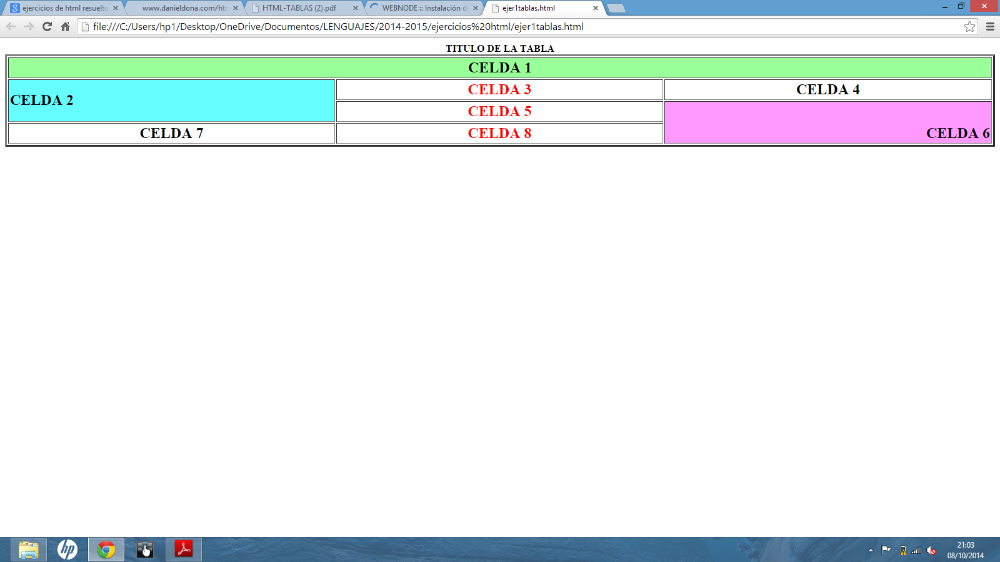 ejercicios de html resuelto
www.danieldona.com/htm
HTML-TABLAS (2).pdf
WEBNODE :: Instalación d
ejer1tablas.html
file:///C:/Users/hp1/Desktop/OneDrive/Documentos/LENGUAJES/2014-2015/ejercicios%20html/ejer1tablas.html
TITULO DE LA TABLA
CELDA 1
CELDA 2
CELDA 3
CELDA 4
CELDA 5
CELDA 6
CELDA 7
CELDA 8
hp
21:03
08/10/2014